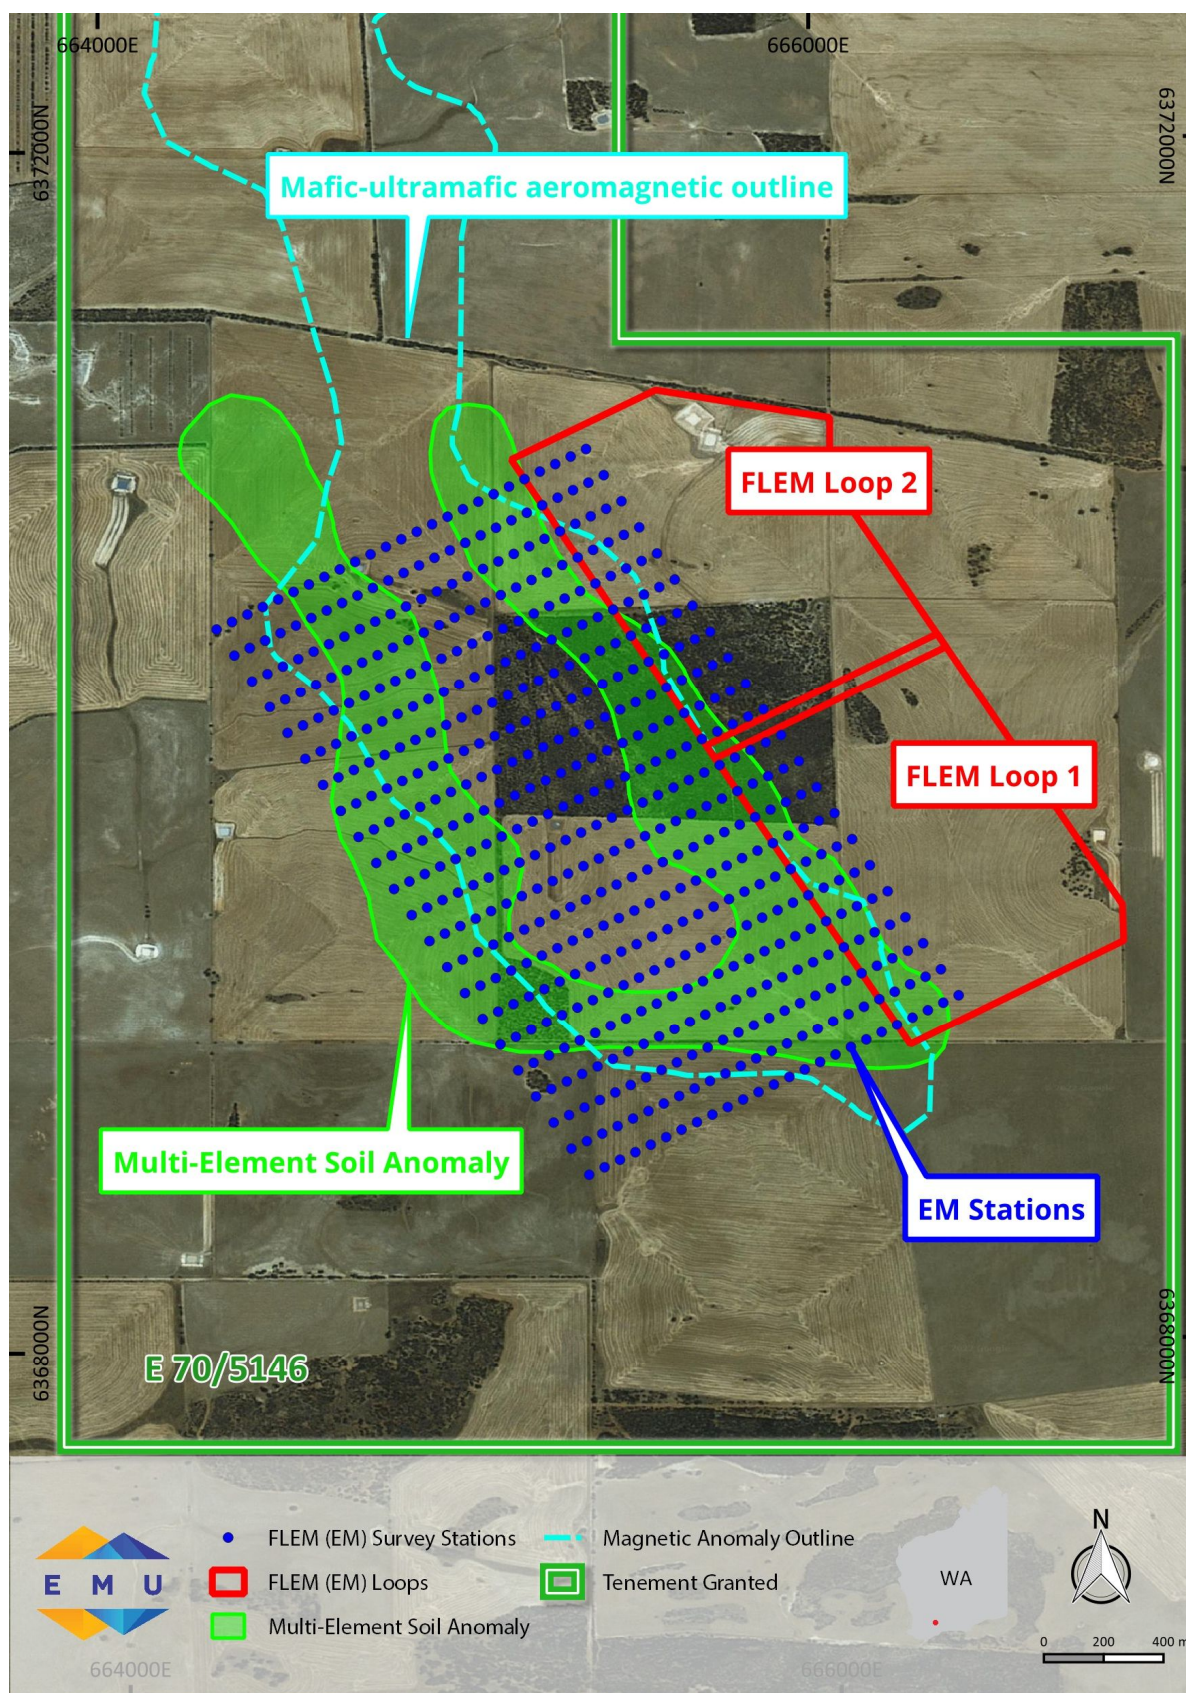 664000E
666000E
6372000N
6372000N
Mafic-ultramafic aeromagnetic outline
FLEM Loop 2
FLEM Loop 1
Multi-Element Soil Anomaly
EM Stations
6368000N
6368000N
E 70/5146
FLEM (EM) Survey Stations
Magnetic Anomaly Outline
FLEM (EM) Loops
Tenement Granted
Multi-Element Soil Anomaly
EMU
WA
N
0 200 400 m
664000E
666000E